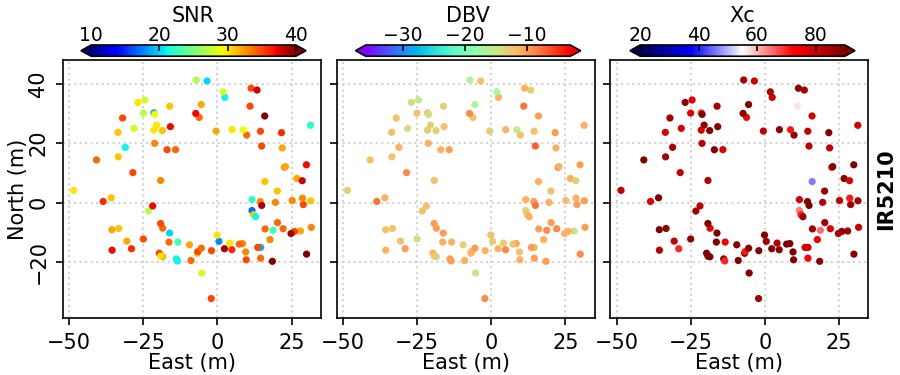 SNR DBV Xc
10 20 30 40 −30 −20 −10 20 40 60 80
40
20
0
−20
North (m)
IR5210
−50 −25 0 25 −50 −25 0 25 −50 −25 0 25
East (m) East (m) East (m)